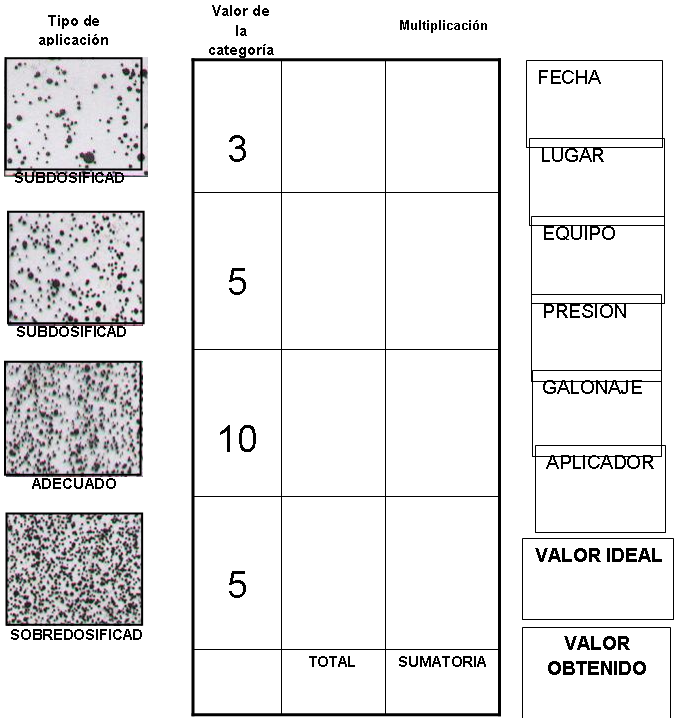 Tipo de
aplicación
Valor de
la
categoría
Multiplicación
SUBDOSIFICAD
3
SUBDOSIFICAD
5
ADECUADO
10
SOBREDOSIFICAD
5
TOTAL
SUMATORIA
FECHA
LUGAR
EQUIPO
PRESION
GALONAJE
APLICADOR
VALOR IDEAL
VALOR
OBTENIDO